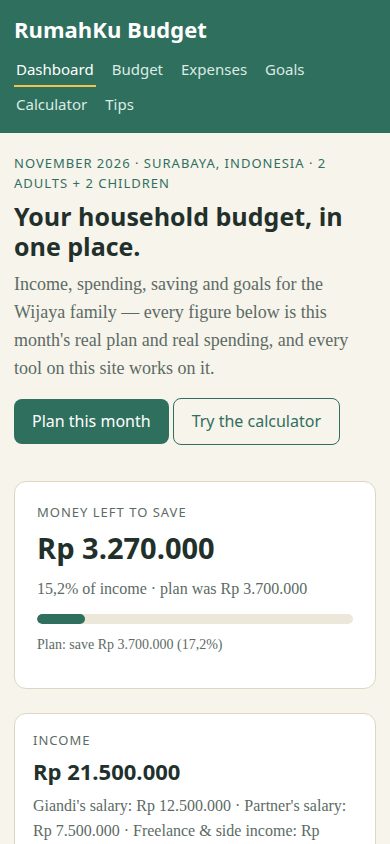 RumahKu Budget
Dashboard Budget Expenses Goals
Calculator Tips
NOVEMBER 2026 · SURABAYA, INDONESIA · 2
ADULTS + 2 CHILDREN
Your household budget, in
one place.
Income, spending, saving and goals for the
Wijaya family — every figure below is this
month's real plan and real spending, and every
tool on this site works on it.
Plan this month Try the calculator
MONEY LEFT TO SAVE
Rp 3.270.000
15,2% of income · plan was Rp 3.700.000
Plan: save Rp 3.700.000 (17,2%)
INCOME
Rp 21.500.000
Giandi's salary: Rp 12.500.000 · Partner's salary:
Rp 7.500.000 · Freelance & side income: Rp